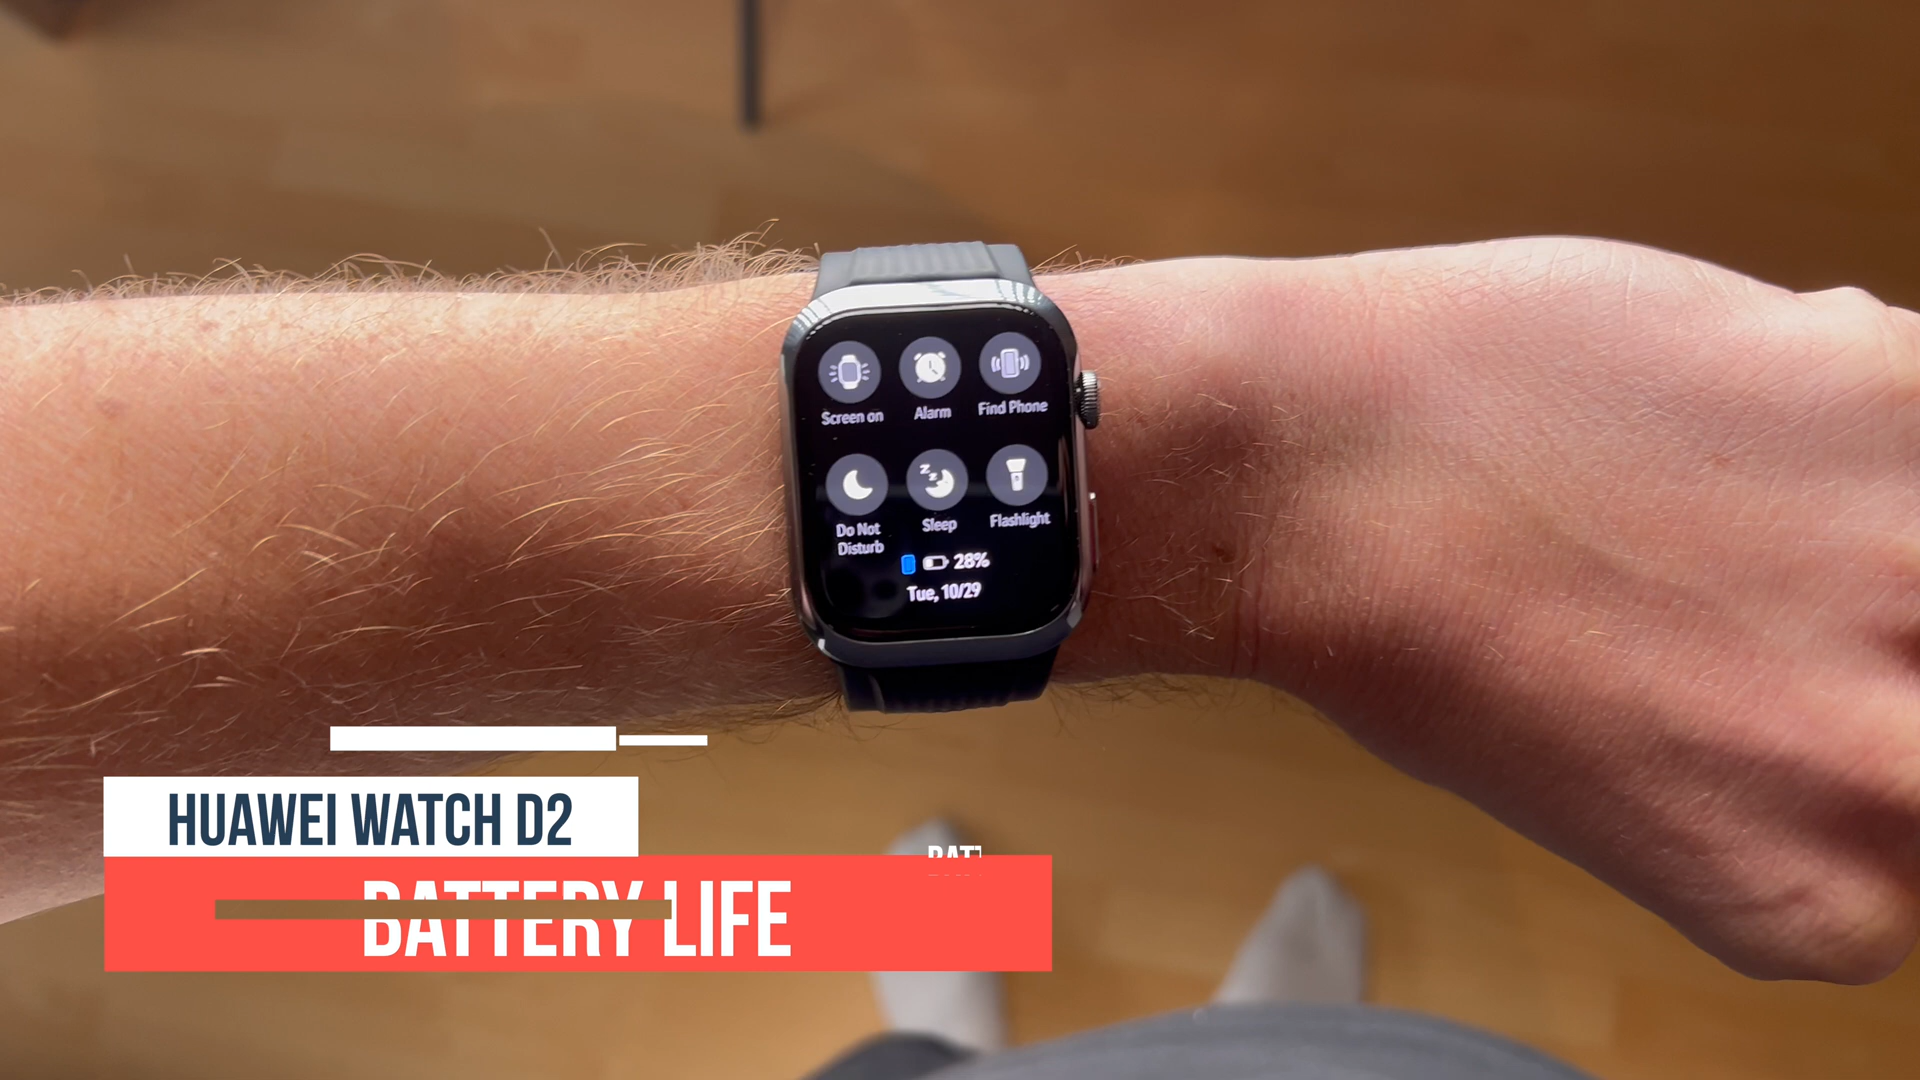 Screen on
Alarm
Find Phone
Do Not
Disturb
Sleep
Flashlight
28%
Tue, 10/29
HUAWEI WATCH D2
BATTERY LIFE